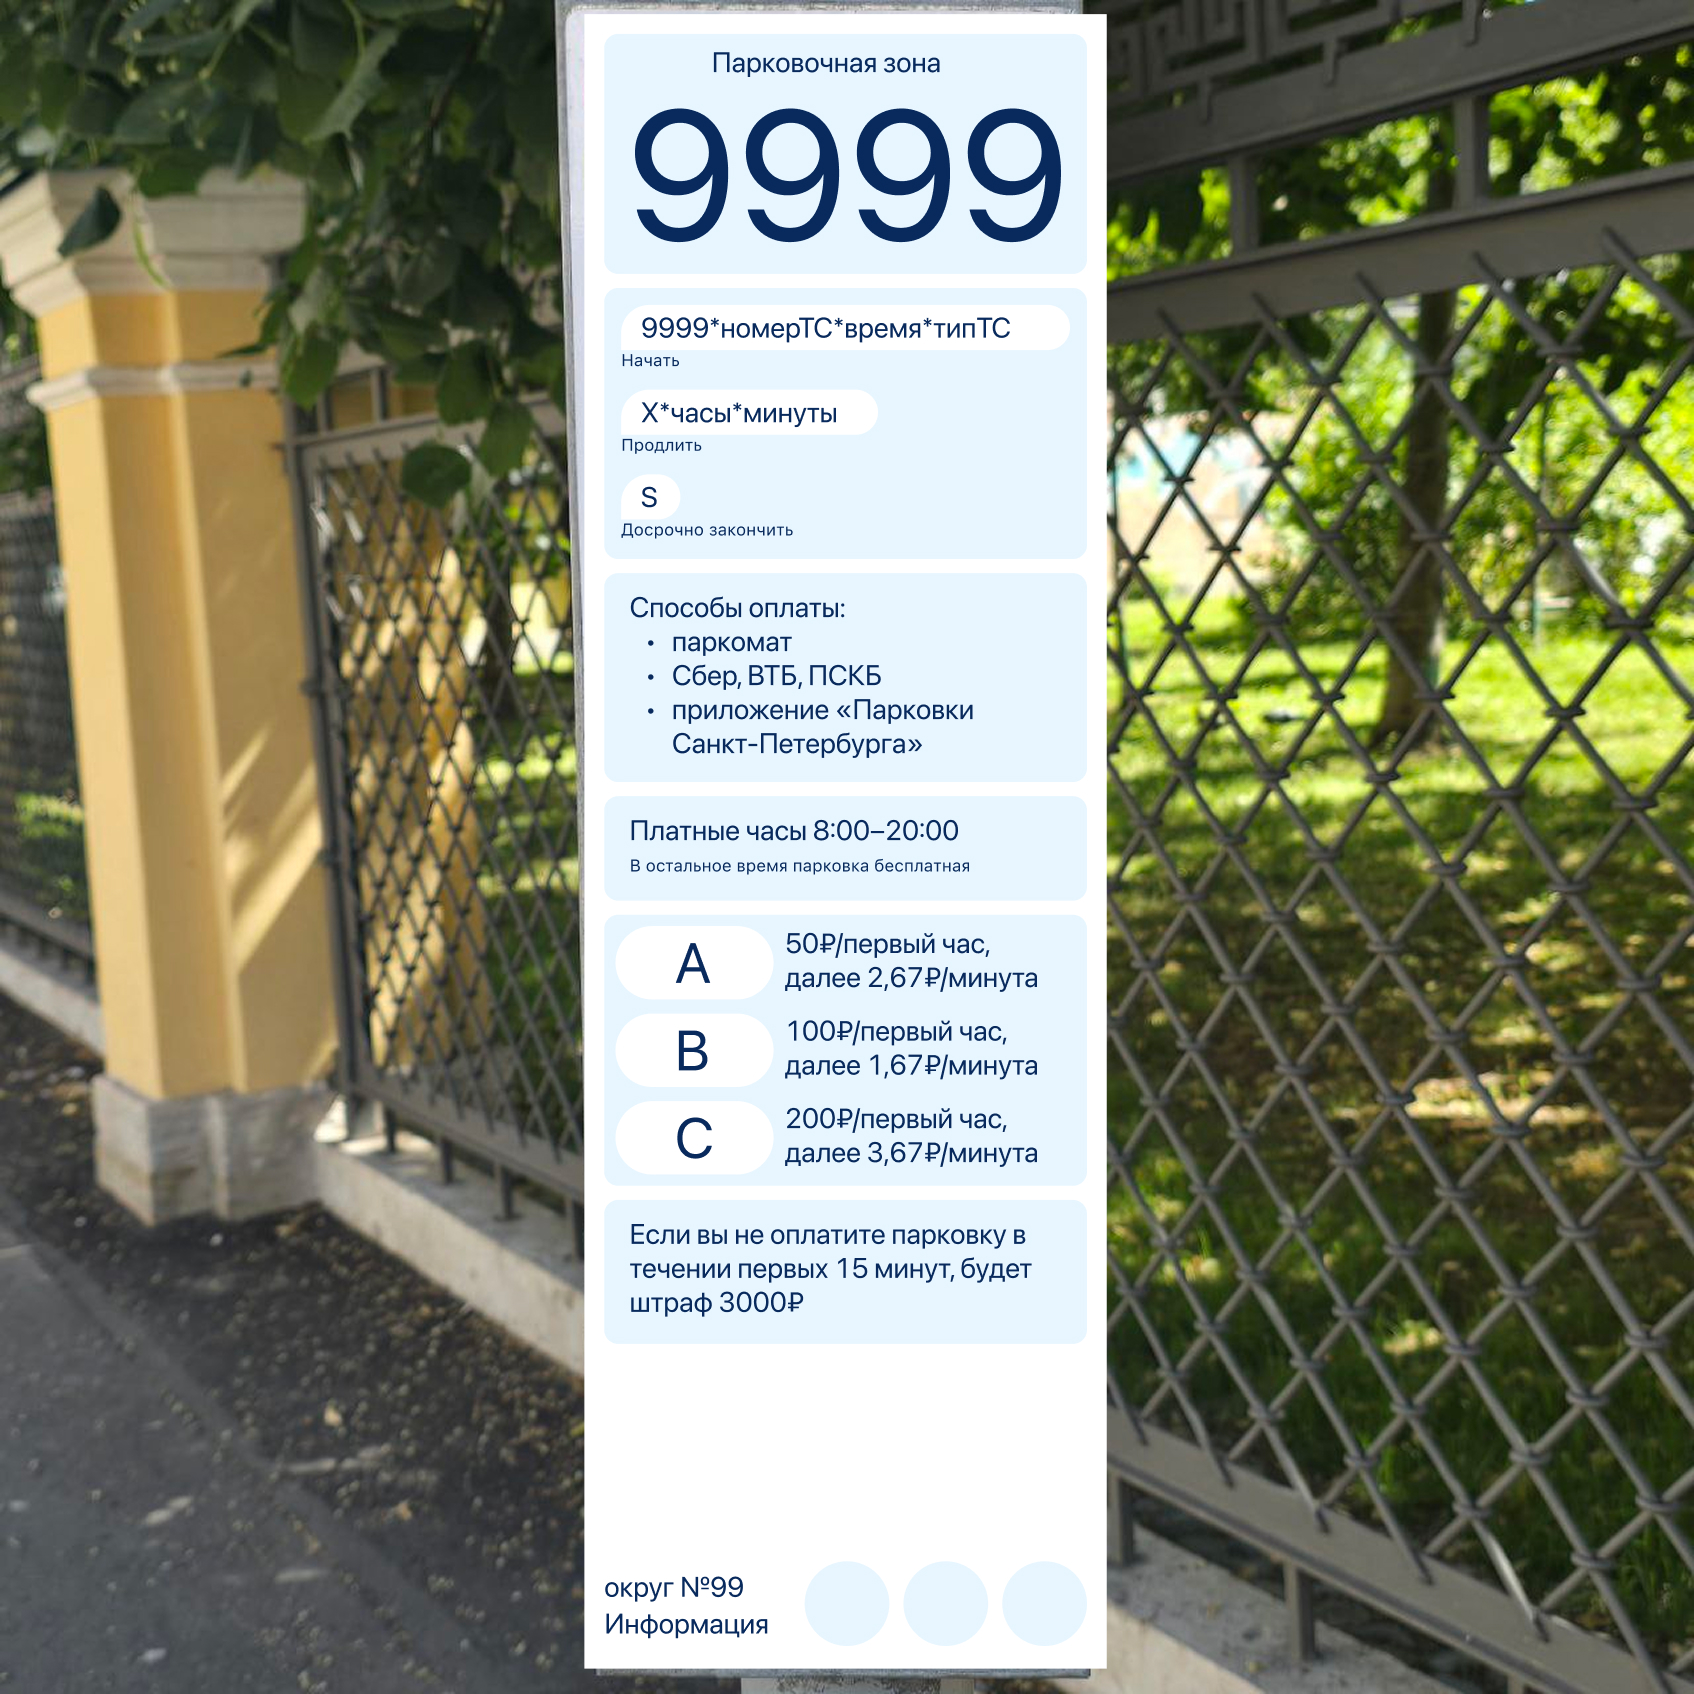 Парковочная зона
9999
9999*номерТС*время*типТС
Начать
X*часы*минуты
Продлить
S
Досрочно закончить
Способы оплаты:
• паркомат
• Сбер, ВТБ, ПСКБ
• приложение «Парковки
Санкт-Петербурга»
Платные часы 8:00–20:00
В остальное время парковка бесплатная
A
50₽/первый час,
далее 2,67₽/минута
B
100₽/первый час,
далее 1,67₽/минута
C
200₽/первый час,
далее 3,67₽/минута
Если вы не оплатите парковку в
течении первых 15 минут, будет
штраф 3000₽
округ №99
Информация